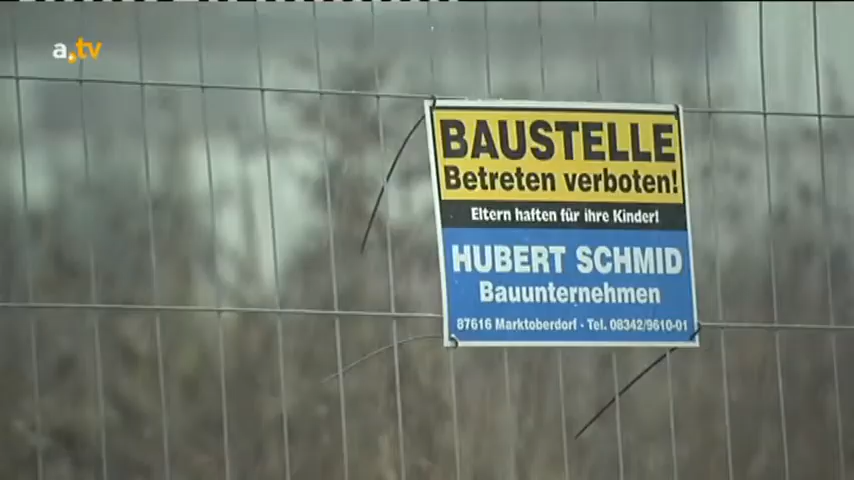 a.tv
BAUSTELLE
Betreten verboten!
Eltern haften für ihre Kinder!
HUBERT SCHMID
Bauunternehmen
87616 Marktoberdorf - Tel. 08342/9610-01